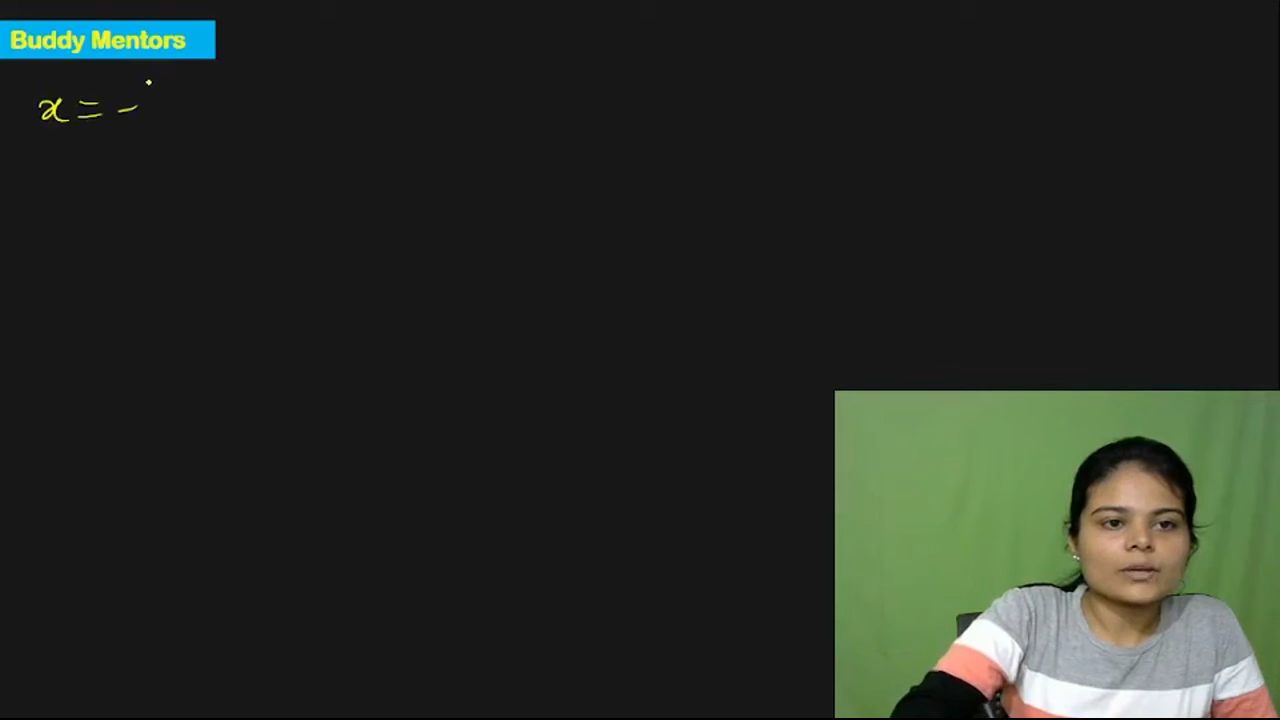 Buddy Mentors
x = -